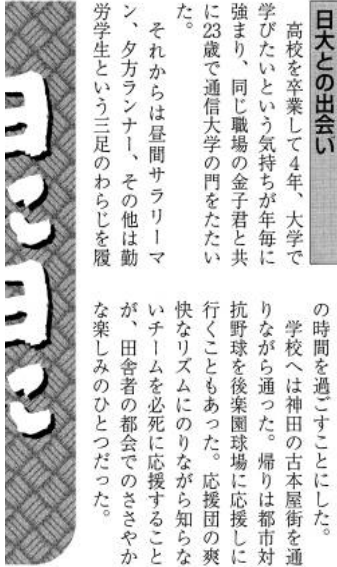 日大との出会い
高校を卒業して4年、大学で
学びたいという気持ちが年毎に
強まり、同じ職場の金子君と共
に23歳で通信大学の門をたたい
た。
それからは昼間サラリーマ
ン、夕方ランナー、その他は勤
労学生という三足のわらじを履
の時間を過ごすことにした。
学校へは神田の古本屋街を通
りながら通った。帰りは都市対
抗野球を後楽園球場に応援しに
行くこともあった。応援団の爽
快なリズムにのりながら知らな
いチームを必死に応援すること
が、田舎者の都会でのささやか
な楽しみのひとつだった。